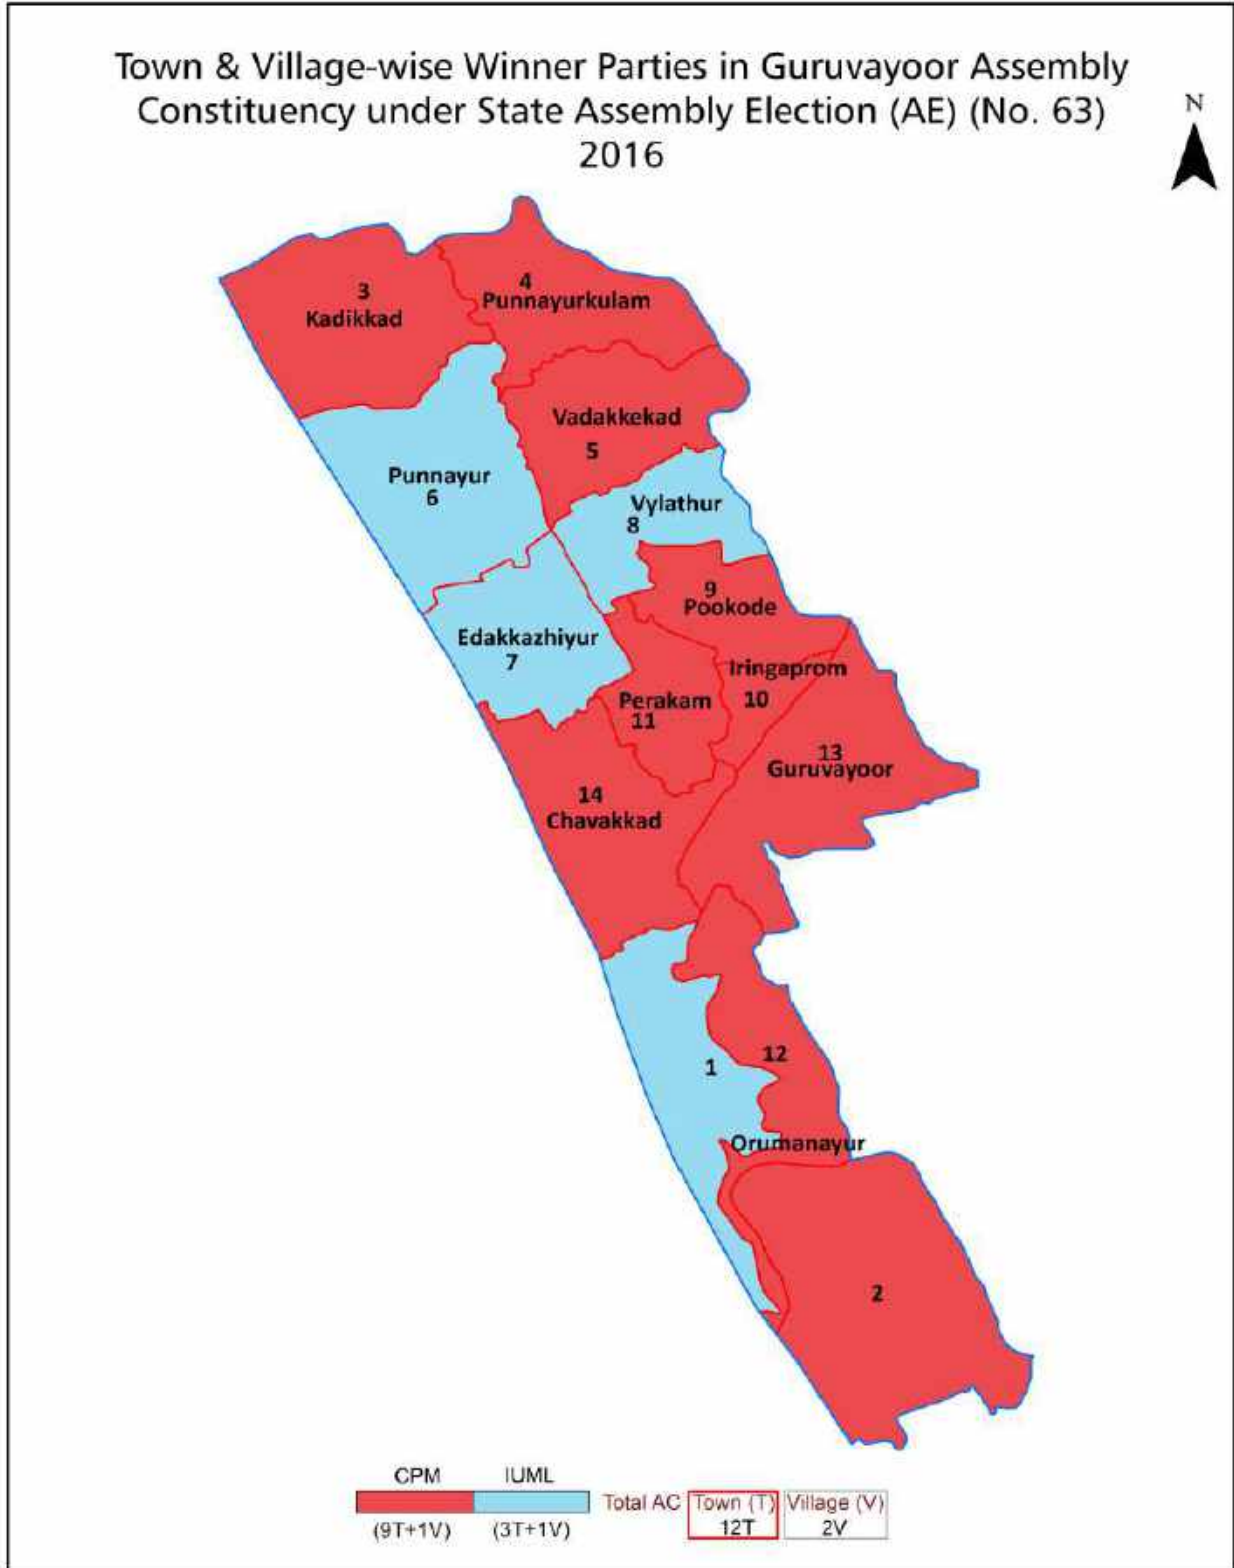 Town & Village-wise Winner Parties in Guruvayoor Assembly
Constituency under State Assembly Election (AE) (No. 63)
2016
N
3
Kadikkad
4
Punnayurkulam
Vadakkekad
5
Punnayur
6
Vylathur
8
9
Pookode
Edakkazhiyur
7
Iringaprom
10
Perakam
11
13
Guruvayoor
14
Chavakkad
12
1
Orumanayur
2
CPM IUML
Total AC Town (T) Village (V)
(9T+1V) (3T+1V) 12T 2V